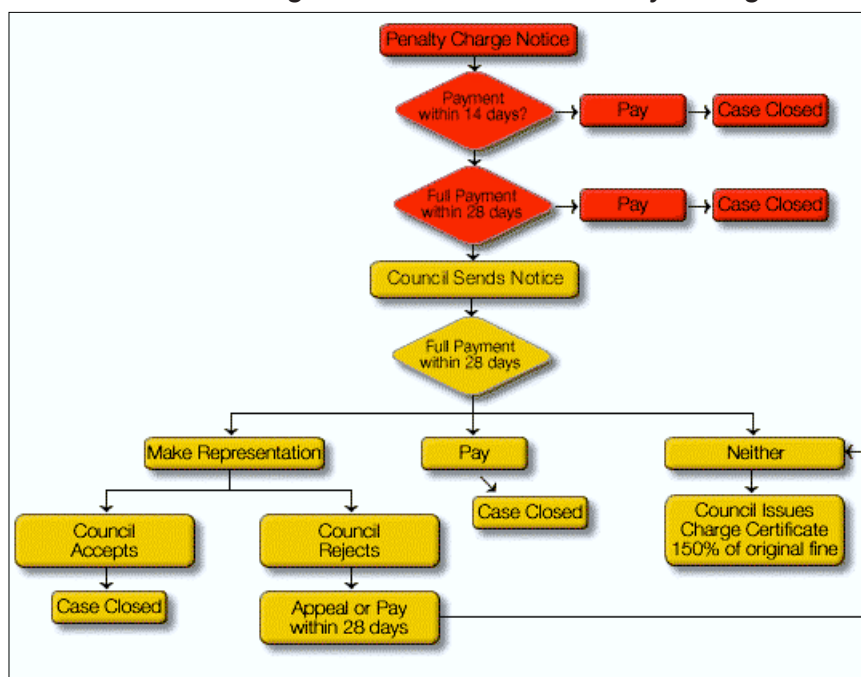 Penalty Charge Notice
Payment
within 14 days?
Pay
Case Closed
Full Payment
within 28 days
Pay
Case Closed
Council Sends Notice
Full Payment
within 28 days
Make Representation
Pay
Neither
Case Closed
Council
Accepts
Council
Rejects
Council Issues
Charge Certificate
150% of original fine
Case Closed
Appeal or Pay
within 28 days